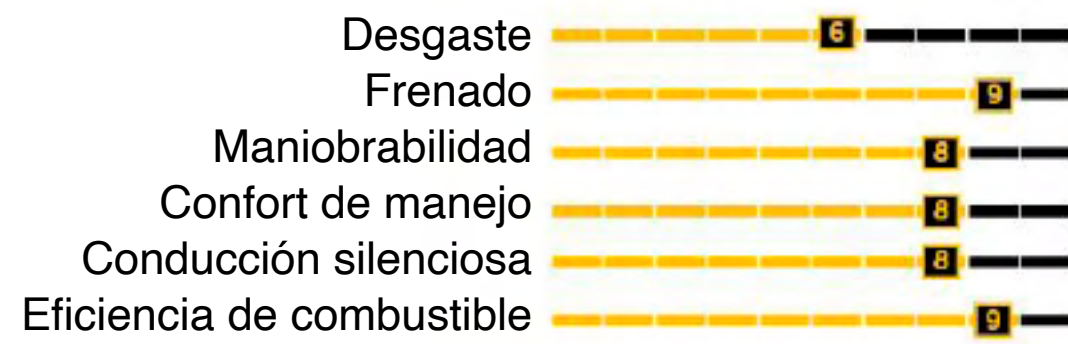 Desgaste 6
Frenado 9
Maniobrabilidad 8
Confort de manejo 8
Conducción silenciosa 8
Eficiencia de combustible 9